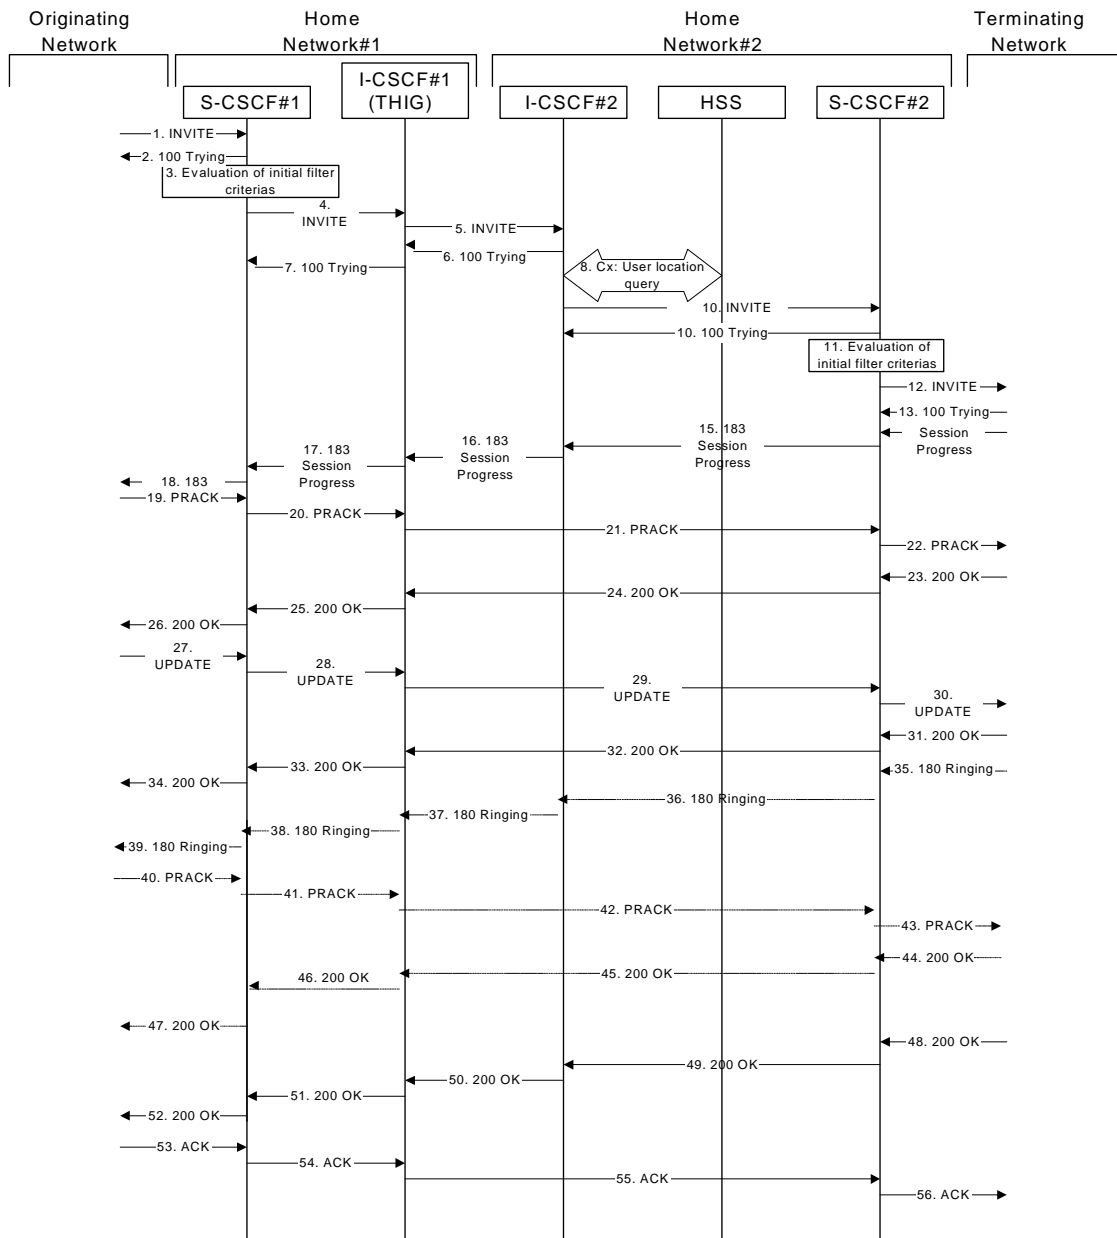 Originating
Network
Home
Network#1
Home
Network#2
Terminating
Network
S-CSCF#1
I-CSCF#1
(THIG)
I-CSCF#2
HSS
S-CSCF#2
1. INVITE
2. 100 Trying
3. Evaluation of initial filter
criterias
4.
INVITE
5. INVITE
6. 100 Trying
7. 100 Trying
8. Cx: User location
query
10. INVITE
10. 100 Trying
11. Evaluation of
initial filter criterias
12. INVITE
13. 100 Trying
Session
Progress
15. 183
Session
Progress
16. 183
Session
Progress
17. 183
Session
Progress
18. 183
19. PRACK
20. PRACK
21. PRACK
22. PRACK
23. 200 OK
24. 200 OK
25. 200 OK
26. 200 OK
27.
UPDATE
28.
UPDATE
29.
UPDATE
30.
UPDATE
31. 200 OK
32. 200 OK
33. 200 OK
34. 200 OK
35. 180 Ringing
36. 180 Ringing
37. 180 Ringing
38. 180 Ringing
39. 180 Ringing
40. PRACK
41. PRACK
42. PRACK
43. PRACK
44. 200 OK
45. 200 OK
46. 200 OK
47. 200 OK
48. 200 OK
49. 200 OK
50. 200 OK
51. 200 OK
52. 200 OK
53. ACK
54. ACK
55. ACK
56. ACK